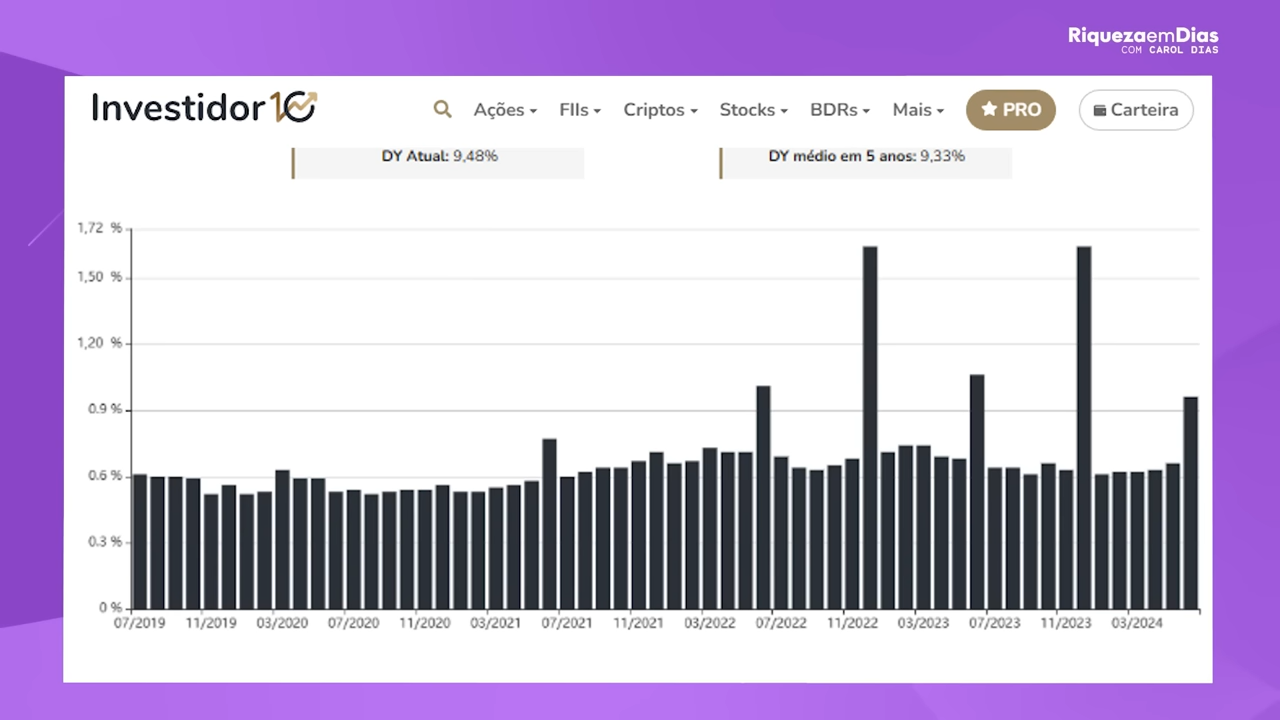 RiquezaemDias
COM CAROL DIAS
Investidor 10
Ações
FIIs
Criptos
Stocks
BDRs
Mais
PRO
Carteira
DY Atual: 9,48%
DY médio em 5 anos: 9,33%
1,72 %
1,50 %
1,20 %
0.9 %
0.6 %
0.3 %
0 %
07/2019
11/2019
03/2020
07/2020
11/2020
03/2021
07/2021
11/2021
03/2022
07/2022
11/2022
03/2023
07/2023
11/2023
03/2024